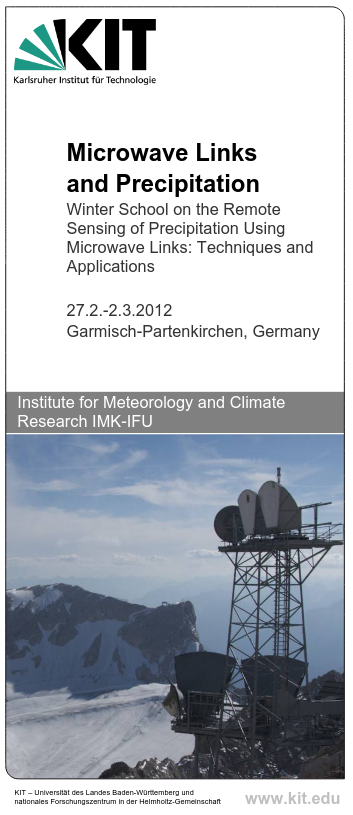 KIT
Karlsruher Institut für Technologie
Microwave Links
and Precipitation
Winter School on the Remote
Sensing of Precipitation Using
Microwave Links: Techniques and
Applications
27.2.-2.3.2012
Garmisch-Partenkirchen, Germany
Institute for Meteorology and Climate
Research IMK-IFU
KIT – Universität des Landes Baden-Württemberg und
nationales Forschungszentrum in der Helmholtz-Gemeinschaft
www.kit.edu